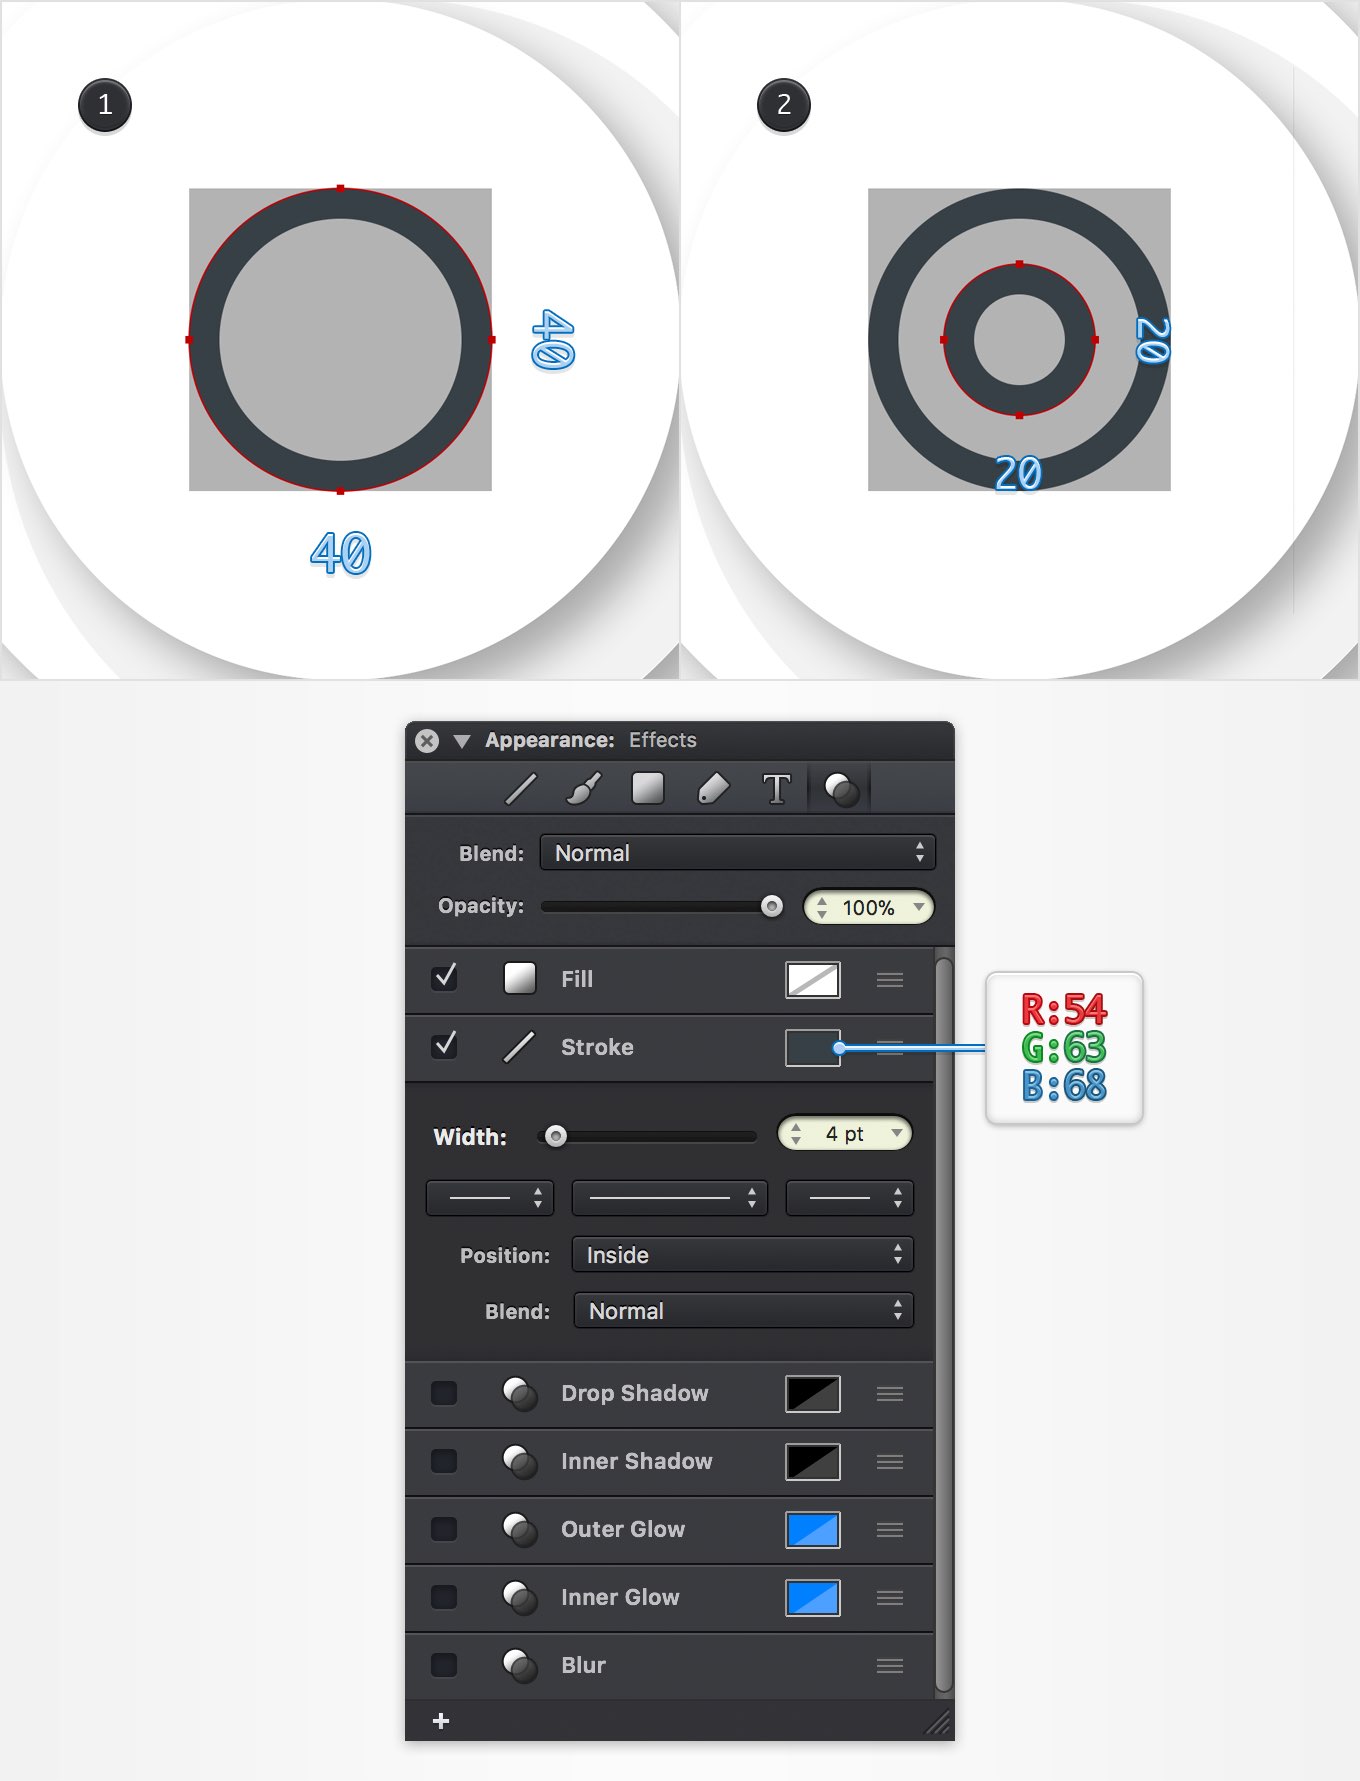 1
40
40
2
20
20
Appearance: Effects
T
Blend: Normal
Opacity: 100%
Fill
Stroke
R:54
G:63
B:68
Width: 4 pt
Position: Inside
Blend: Normal
Drop Shadow
Inner Shadow
Outer Glow
Inner Glow
Blur